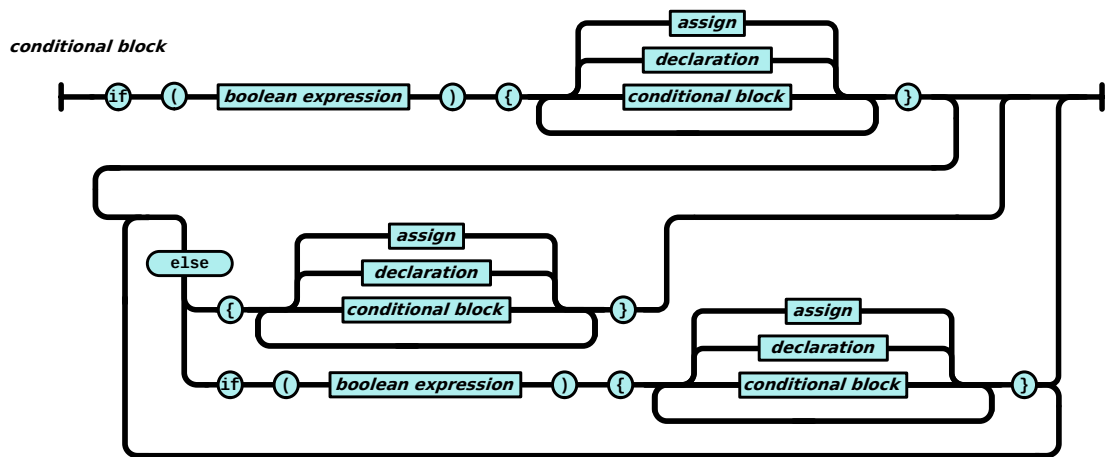 assign
conditional block
declaration
if ( boolean expression ) { conditional block }
assign
else
declaration
{ conditional block }
assign
declaration
if ( boolean expression ) { conditional block }